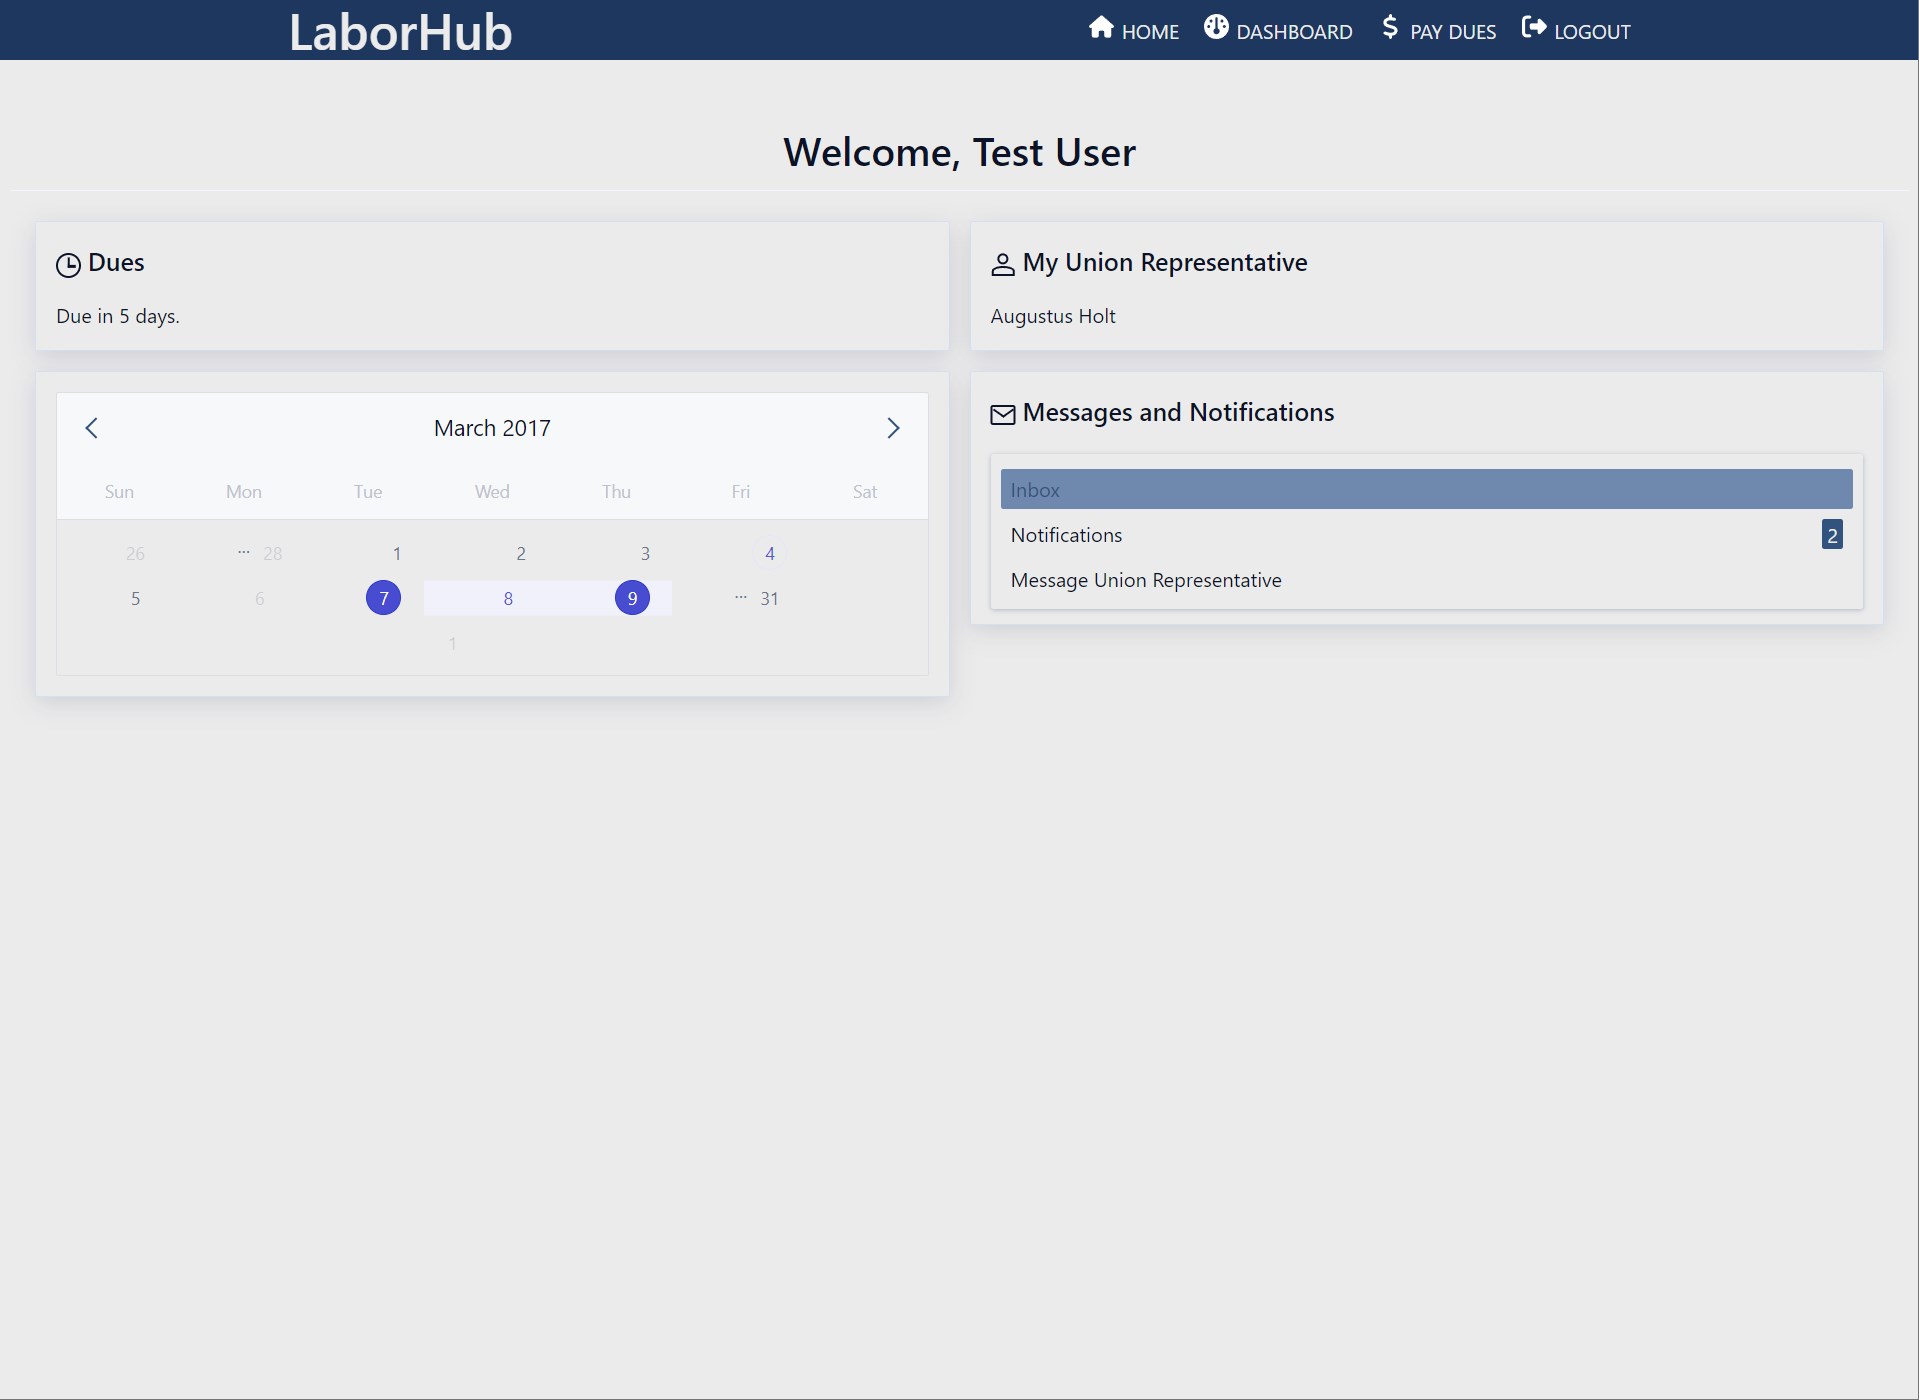 LaborHub
HOME DASHBOARD PAY DUES LOGOUT
Welcome, Test User
Dues
Due in 5 days.
My Union Representative
Augustus Holt
March 2017
Sun Mon Tue Wed Thu Fri Sat
26 ... 28 1 2 3 4
5 6 7 8 9 ... 31
1
Messages and Notifications
Inbox
Notifications 2
Message Union Representative